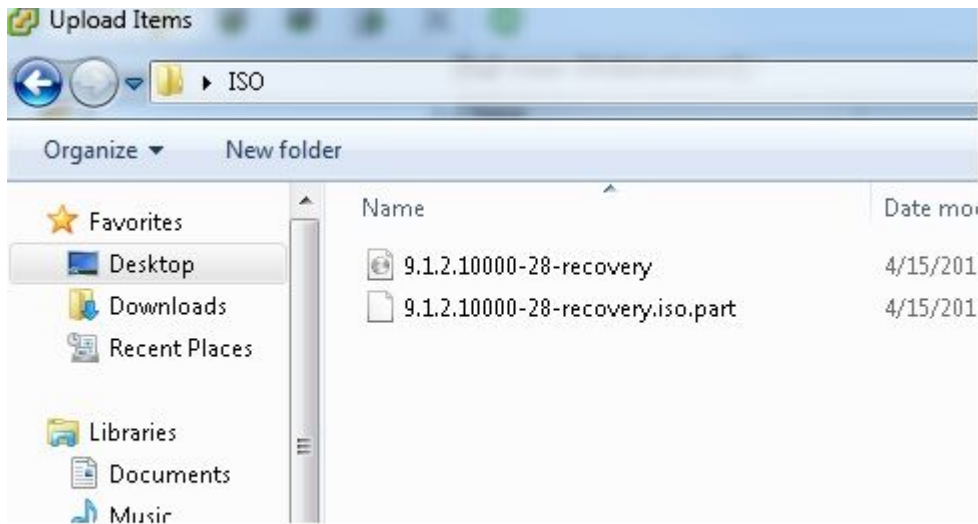 Upload Items
ISO
Organize New folder
Favorites
Desktop
Downloads
Recent Places
Libraries
Documents
Music
Name Date mod
9.1.2.10000-28-recovery 4/15/201
9.1.2.10000-28-recovery.iso.part 4/15/201